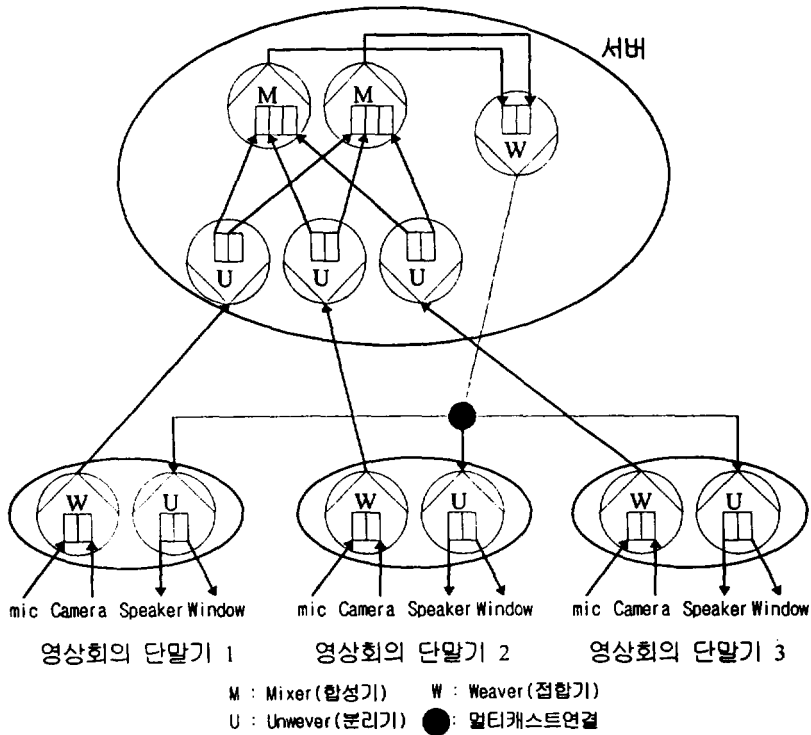 서버
M M
W
U U U
W U W U W U
mic Camera Speaker Window mic Camera Speaker Window mic Camera Speaker Window
영상회의 단말기 1 영상회의 단말기 2 영상회의 단말기 3
M : Mixer(합성기) W : Weaver(접합기)
U : Unwever(분리기) : 멀티캐스트연결